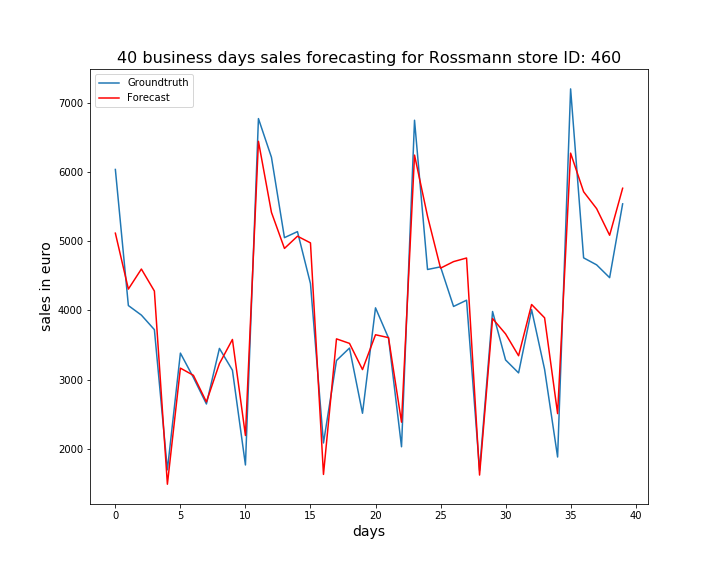 40 business days sales forecasting for Rossmann store ID: 460
Groundtruth
Forecast
7000
6000
5000
4000
3000
2000
sales in euro
0 5 10 15 20 25 30 35 40
days